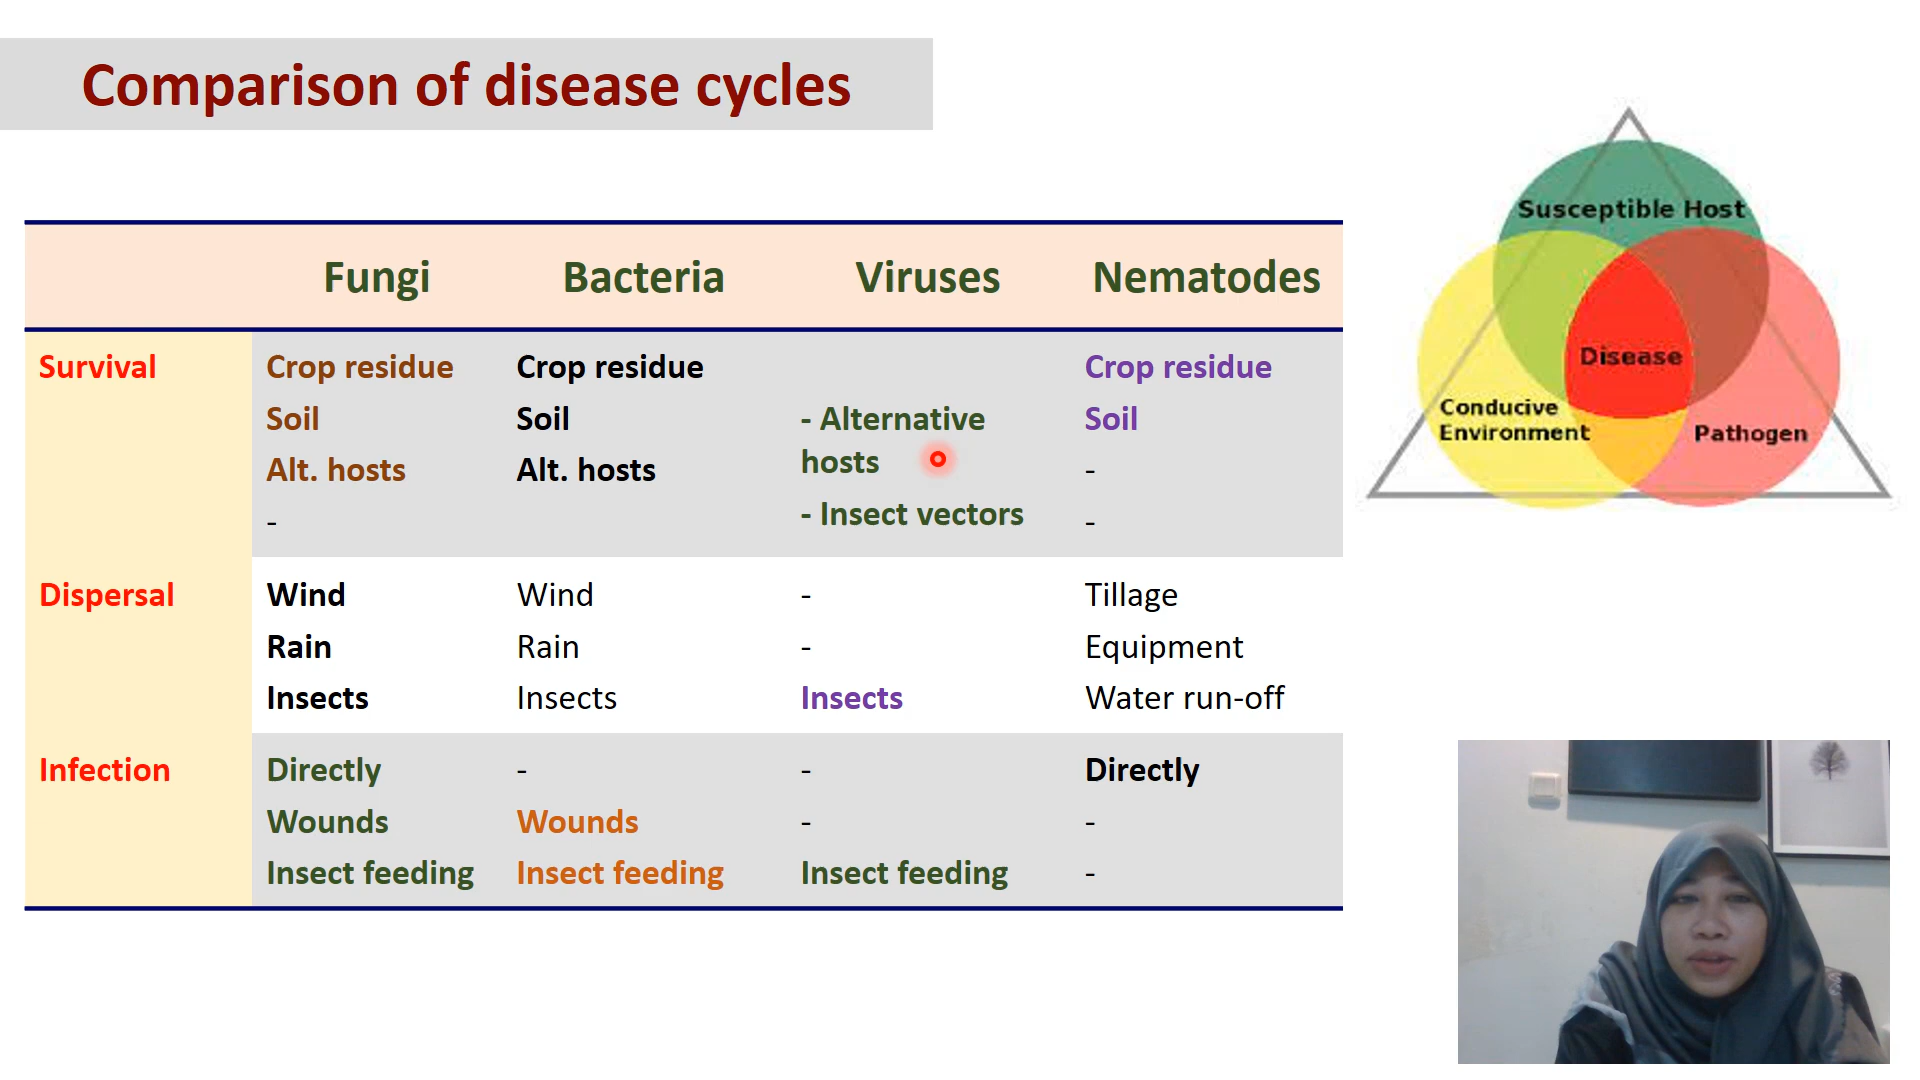 Comparison of disease cycles
Fungi Bacteria Viruses Nematodes
Survival Crop residue Crop residue Crop residue
Soil Soil - Alternative Soil
hosts
Alt. hosts Alt. hosts -
- - Insect vectors -
Dispersal Wind Wind - Tillage
Rain Rain - Equipment
Insects Insects Insects Water run-off
Infection Directly - - Directly
Wounds Wounds - -
Insect feeding Insect feeding Insect feeding -
Susceptible Host
Disease
Conducive
Environment
Pathogen